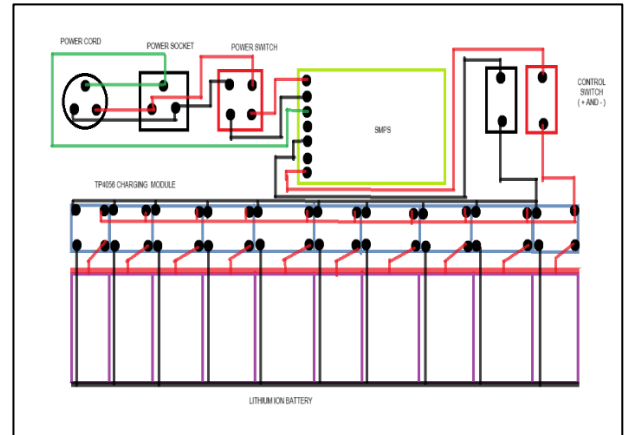 POWER CORD
POWER SOCKET
POWER SWITCH
SMPS
CONTROL
SWITCH
( + AND - )
TP4056 CHARGING MODULE
LITHIUM ION BATTERY